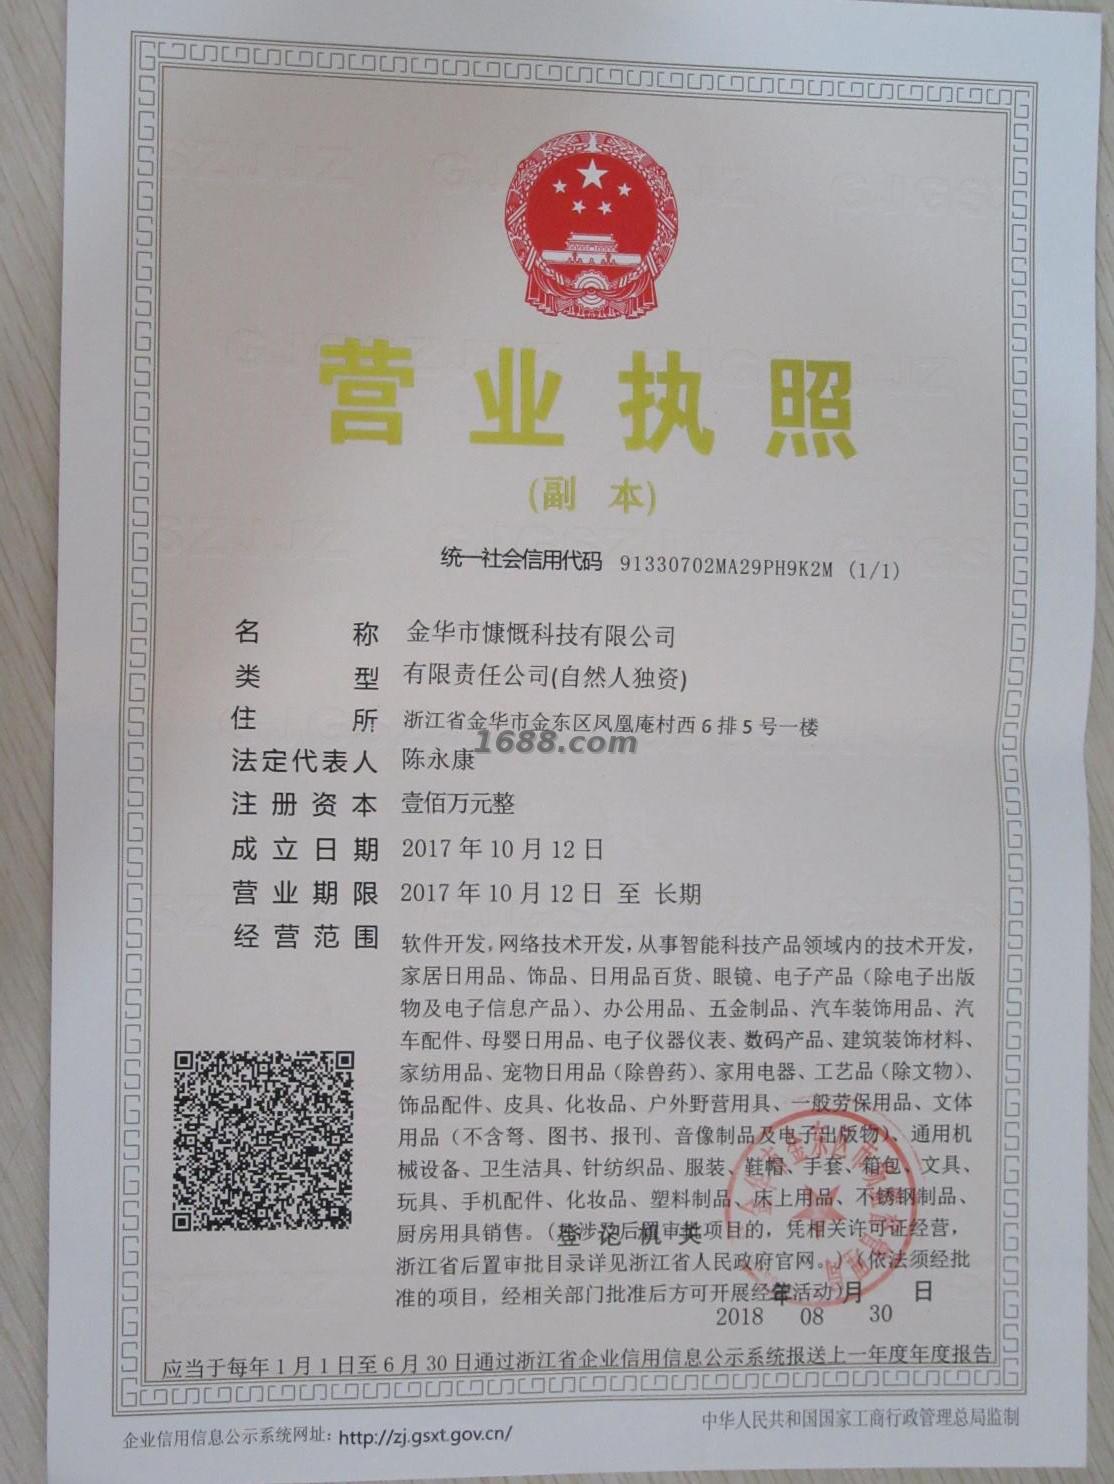 营业执照
(副 本)
统一社会信用代码 91330702MA29PH9K2M (1/1)
名 称 金华市慷慨科技有限公司
类 型 有限责任公司(自然人独资)
住 所 浙江省金华市金东区凤凰庵村西6排5号一楼
1688.com
法定代表人 陈永康
注册资本 壹佰万元整
成立日期 2017年10月12日
营业期限 2017年10月12日 至 长期
经营范围 软件开发,网络技术开发,从事智能科技产品领域内的技术开发,
家居日用品、饰品、日用品百货、眼镜、电子产品（除电子出版
物及电子信息产品）、办公用品、五金制品、汽车装饰用品、汽
车配件、母婴日用品、电子仪器仪表、数码产品、建筑装饰材料、
家纺用品、宠物日用品（除兽药）、家用电器、工艺品（除文物）、
饰品配件、皮具、化妆品、户外野营用具、一般劳保用品、文体
用品（不含弩、图书、报刊、音像制品及电子出版物）、通用机
械设备、卫生洁具、针纺织品、服装、鞋帽、手套、箱包、文具、
玩具、手机配件、化妆品、塑料制品、床上用品、不锈钢制品、
厨房用具销售。（其涉及后置审批项目的，凭相关许可证经营，
登记机关
浙江省后置审批目录详见浙江省人民政府官网。）（依法须经批
准的项目，经相关部门批准后方可开展经营活动）
年 月 日
2018 08 30
应当于每年1月1日至6月30日通过浙江省企业信用信息公示系统报送上一年度年度报告
企业信用信息公示系统网址：http://zj.gsxt.gov.cn/
中华人民共和国国家工商行政管理总局监制